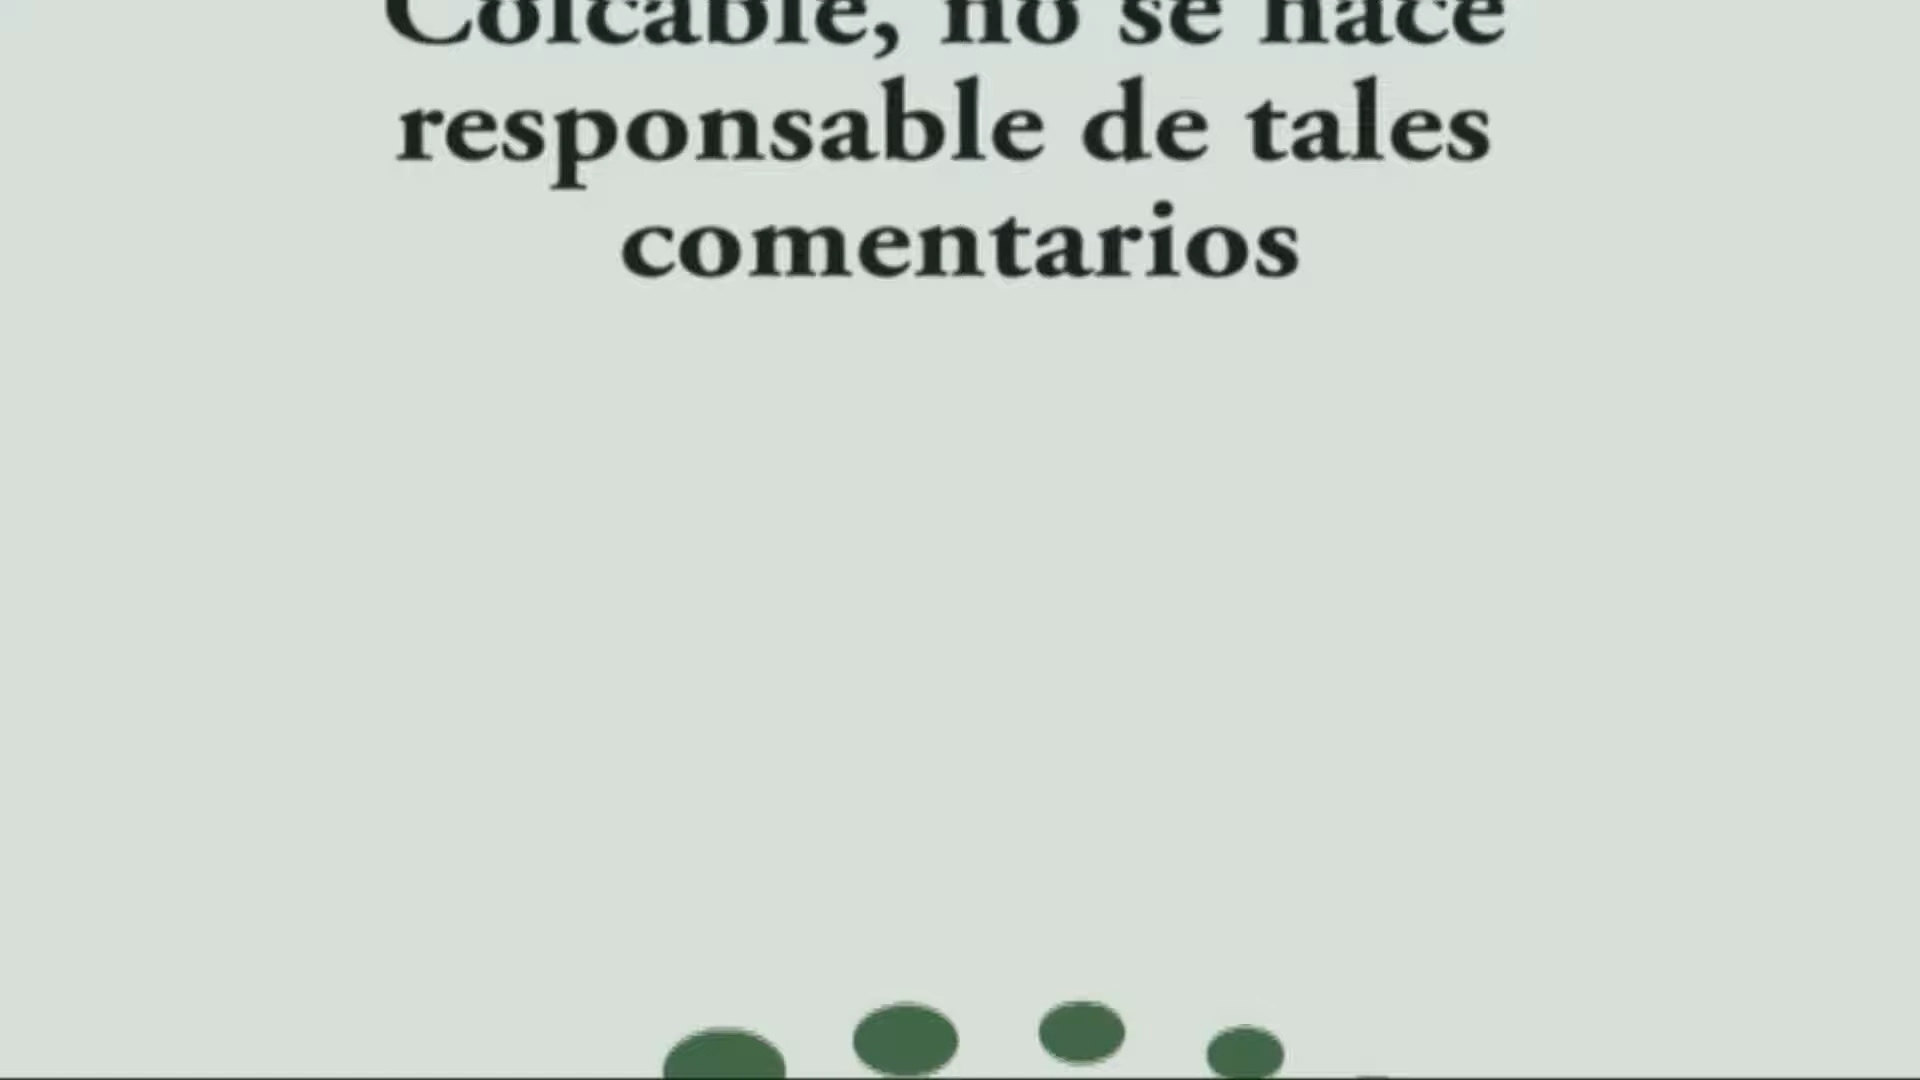 Colcable, no se hace
responsable de tales
comentarios